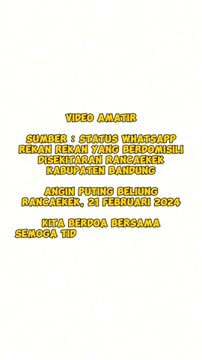 VIDEO AMATIR
SUMBER : STATUS WHATSAPP
REKAN REKAN YANG BERDOMISILI
DISEKITARAN RANCAEKEK
KABUPATEN BANDUNG
ANGIN PUTING BELIUNG
RANCAEKEK, 21 FEBRUARI 2024
KITA BERDOA BERSAMA
SEMOGA TID